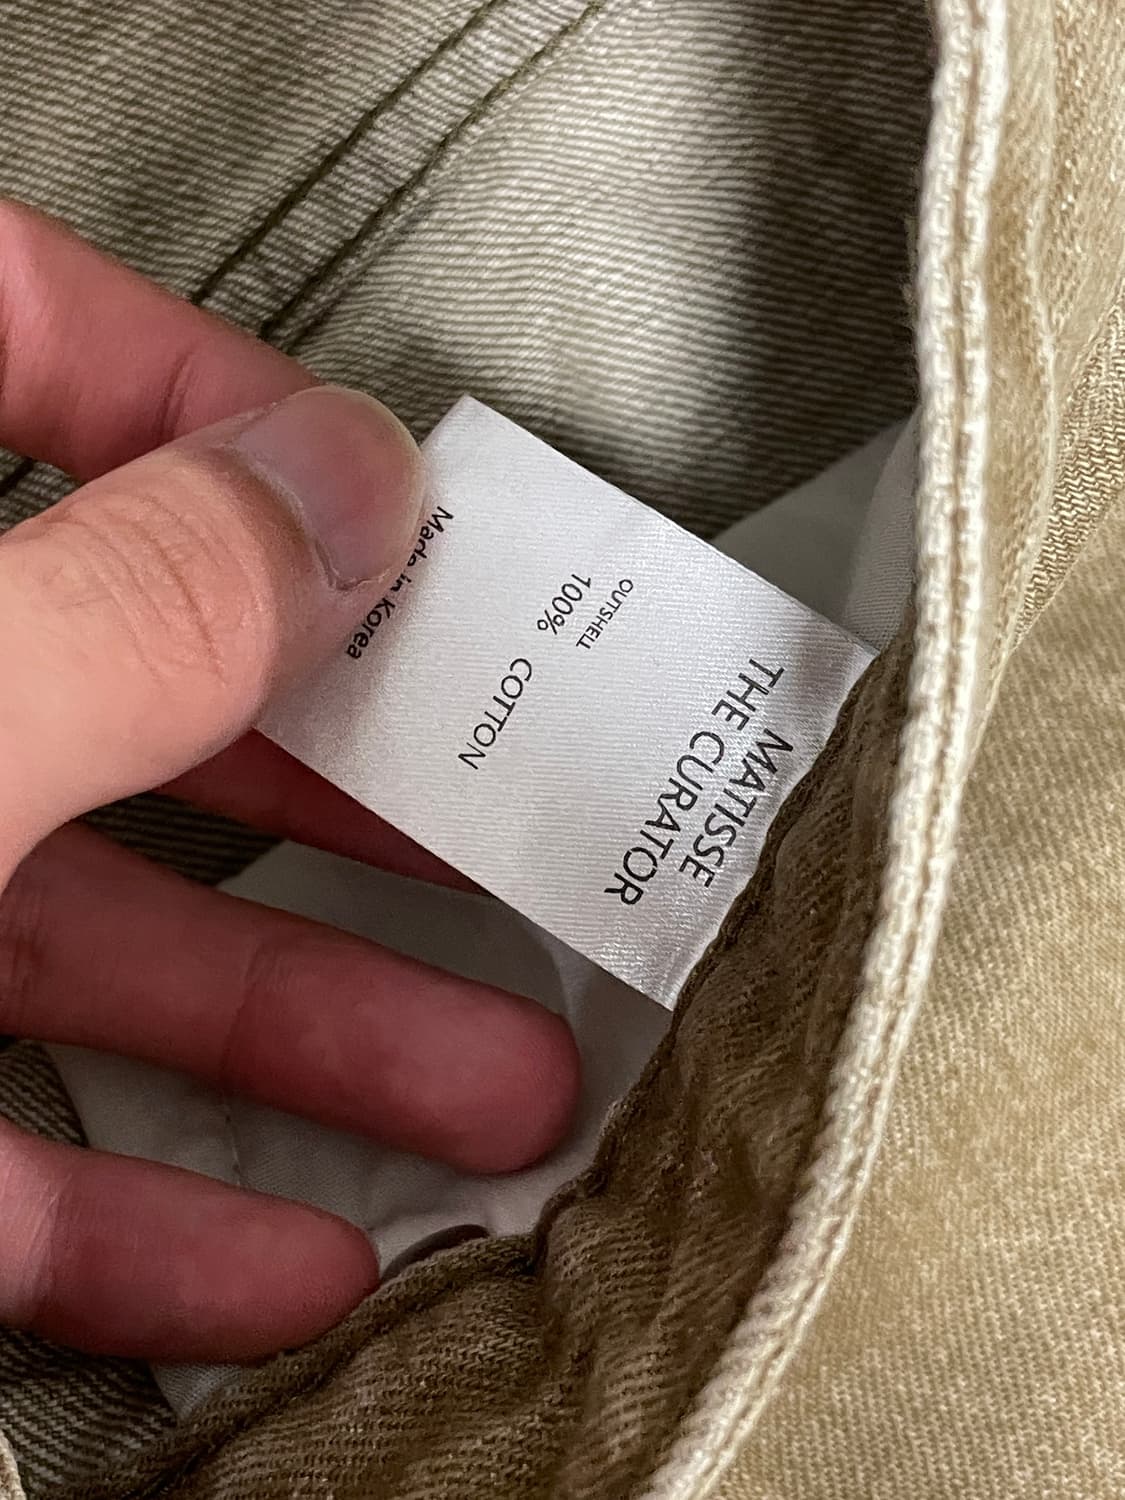 MATISSE
THE CURATOR
OUTSHELL
100% COTTON
Made in Korea